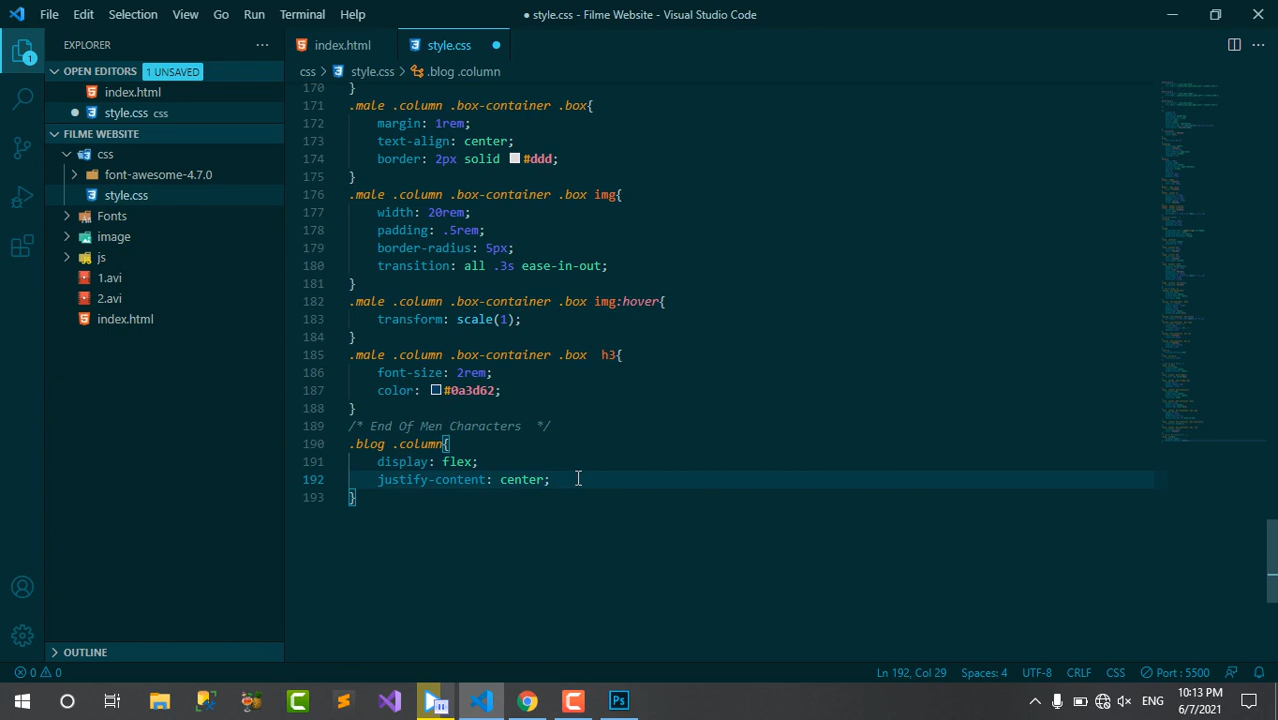 File Edit Selection View Go Run Terminal Help
● style.css - Filme Website - Visual Studio Code
EXPLORER
OPEN EDITORS 1 UNSAVED
index.html
style.css css
FILME WEBSITE
css
font-awesome-4.7.0
style.css
Fonts
image
js
1.avi
2.avi
index.html
OUTLINE
1
index.html
style.css
css > style.css > .blog .column
170 }
171 .male .column .box-container .box{
172 margin: 1rem;
173 text-align: center;
174 border: 2px solid #ddd;
175 }
176 .male .column .box-container .box img{
177 width: 20rem;
178 padding: .5rem;
179 border-radius: 5px;
180 transition: all .3s ease-in-out;
181 }
182 .male .column .box-container .box img:hover{
183 transform: scale(1);
184 }
185 .male .column .box-container .box  h3{
186 font-size: 2rem;
187 color: #0a3d62;
188 }
189 /* End Of Men Characters  */
190 .blog .column{
191 display: flex;
192 justify-content: center;
193 }
0 0 Ln 192, Col 29 Spaces: 4 UTF-8 CRLF CSS Port : 5500
Ps
ENG
10:13 PM
6/7/2021